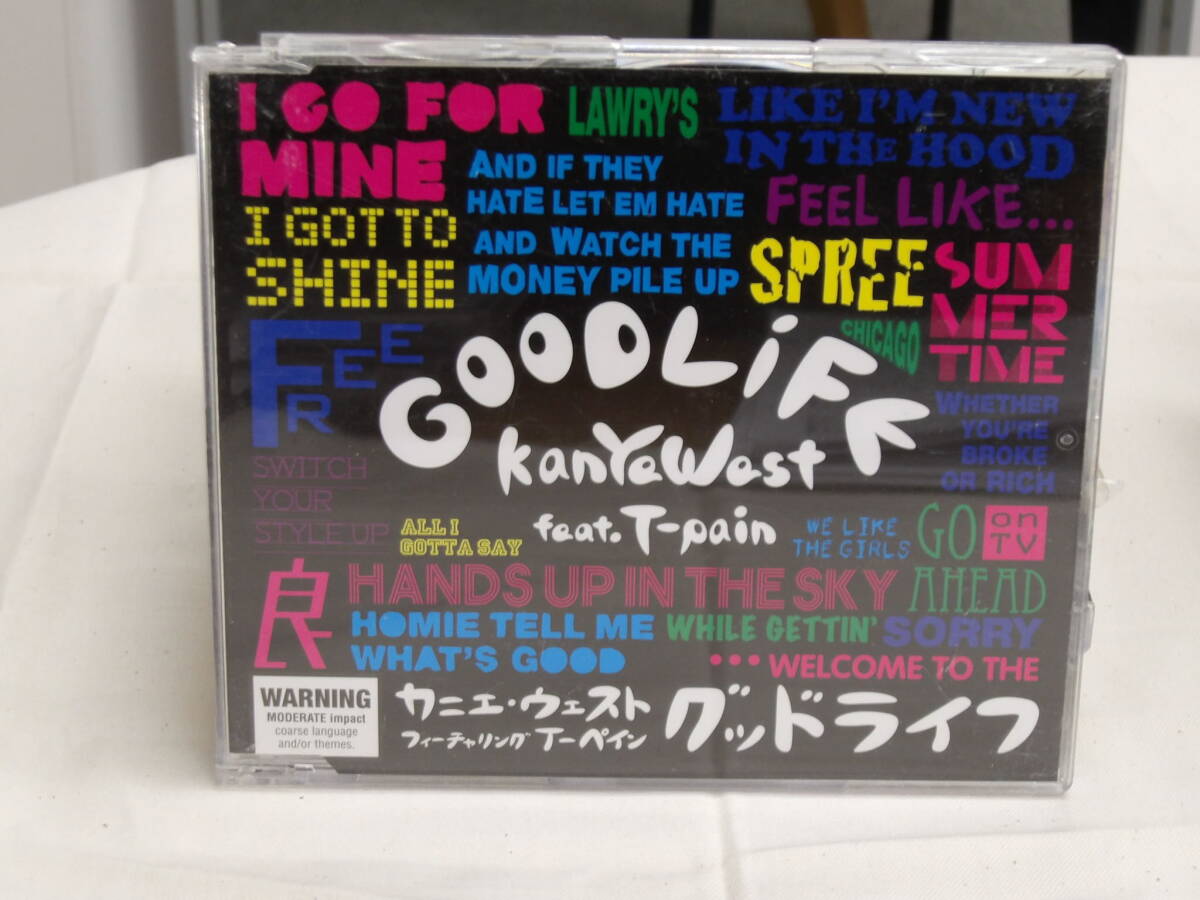 I GO FOR
MINE
LAWRY'S
LIKE I'M NEW
IN THE HOOD
AND IF THEY
HATE LET EM HATE
AND WATCH THE
MONEY PILE UP
FEEL LIKE...
I GOT TO
SHINE
SPREE
SUM
MER
TIME
FREE
GOODLiFE
CHICAGO
KanYeWest
WHETHER
YOU'RE
BROKE
OR RICH
SWITCH
YOUR
STYLE UP
ALL I
GOTTA SAY
feat. T-pain
WE LIKE
THE GIRLS
GO
on
TV
良
HANDS UP IN THE SKY
AHEAD
HOMIE TELL ME
WHAT'S GOOD
WHILE GETTIN'
SORRY
•••WELCOME TO THE
WARNING
MODERATE impact
coarse language
and/or themes.
カニエ・ウェスト
フィーチャリング T-ペイン
グッドライフ